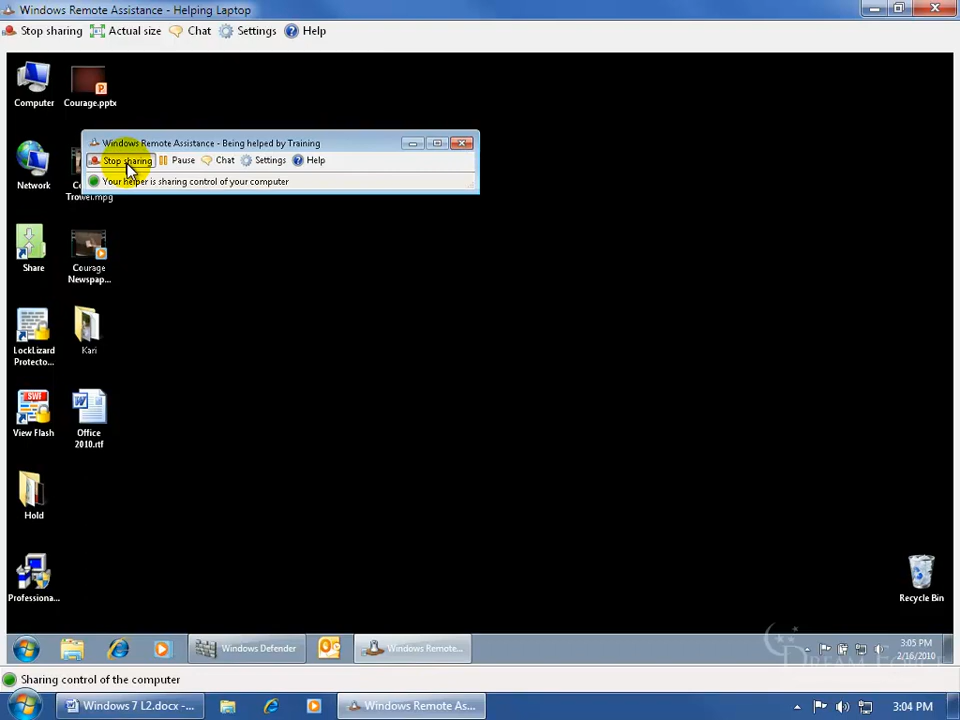 Windows Remote Assistance - Helping Laptop
Stop sharing Actual size Chat Settings Help
Computer
Courage.pptx
Windows Remote Assistance - Being helped by Training
Stop sharing Pause Chat Settings Help
Your helper is sharing control of your computer
Network
Trowel.mpg
Share
Courage
Newspap...
LockLizard
Protecto...
Kari
SWF
View Flash
Office
2010.rtf
Hold
Professiona...
Recycle Bin
Windows Defender
Windows Remote...
3:05 PM
2/16/2010
Sharing control of the computer
Windows 7 L2.docx -...
Windows Remote As...
3:04 PM